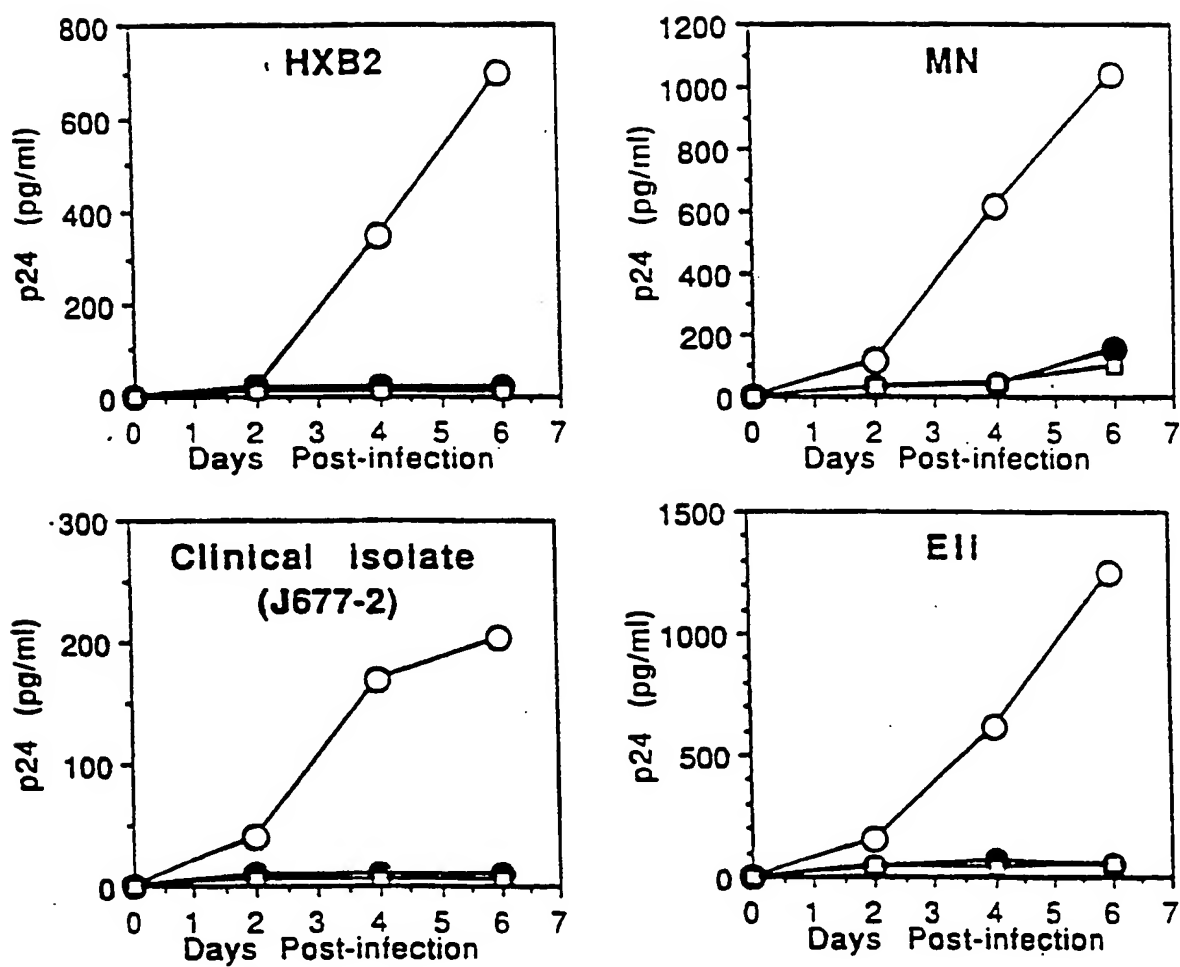 HXB2
800
600
400
200
0
p24 (pg/ml)
0 1 2 3 4 5 6 7
Days Post-infection
MN
1200
1000
800
600
400
200
0
p24 (pg/ml)
0 1 2 3 4 5 6 7
Days Post-infection
Clinical Isolate
(J677-2)
300
200
100
0
p24 (pg/ml)
0 1 2 3 4 5 6 7
Days Post-infection
Eli
1500
1000
500
0
p24 (pg/ml)
0 1 2 3 4 5 6 7
Days Post-infection